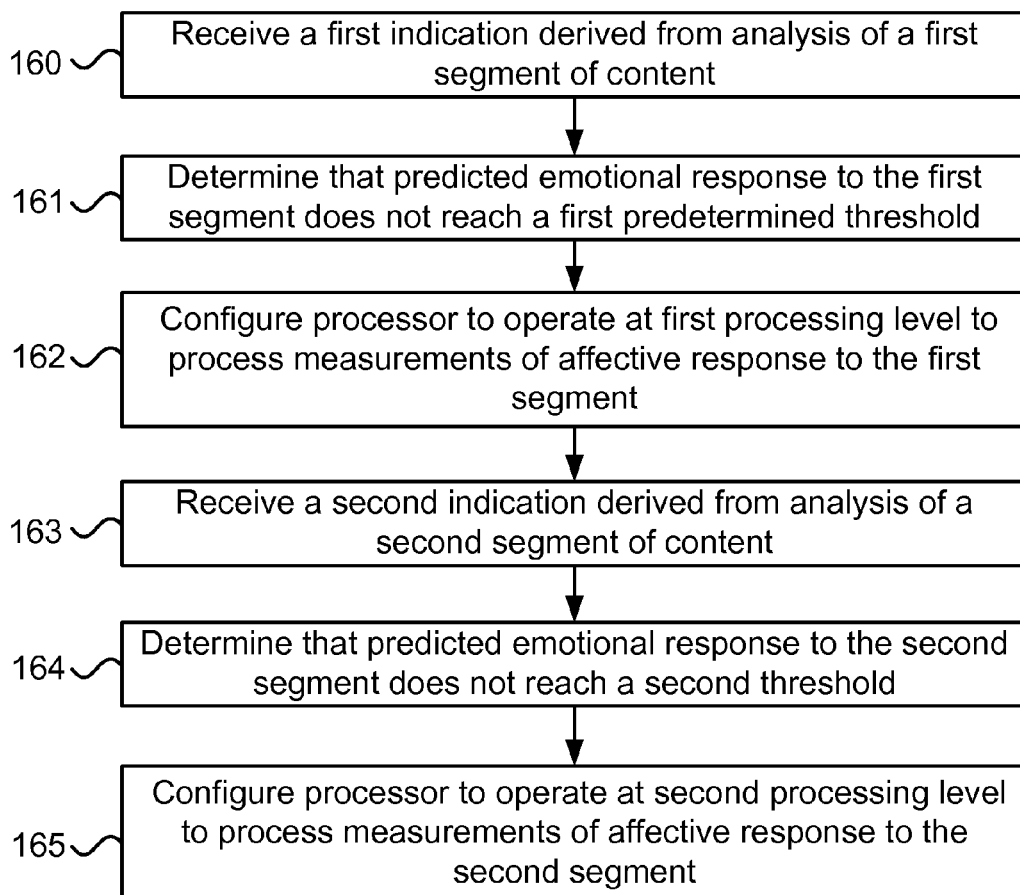 Receive a first indication derived from analysis of a first
segment of content
160
Determine that predicted emotional response to the first
segment does not reach a first predetermined threshold
161
Configure processor to operate at first processing level to
process measurements of affective response to the first
segment
162
Receive a second indication derived from analysis of a
second segment of content
163
Determine that predicted emotional response to the second
segment does not reach a second threshold
164
Configure processor to operate at second processing level
to process measurements of affective response to the
second segment
165